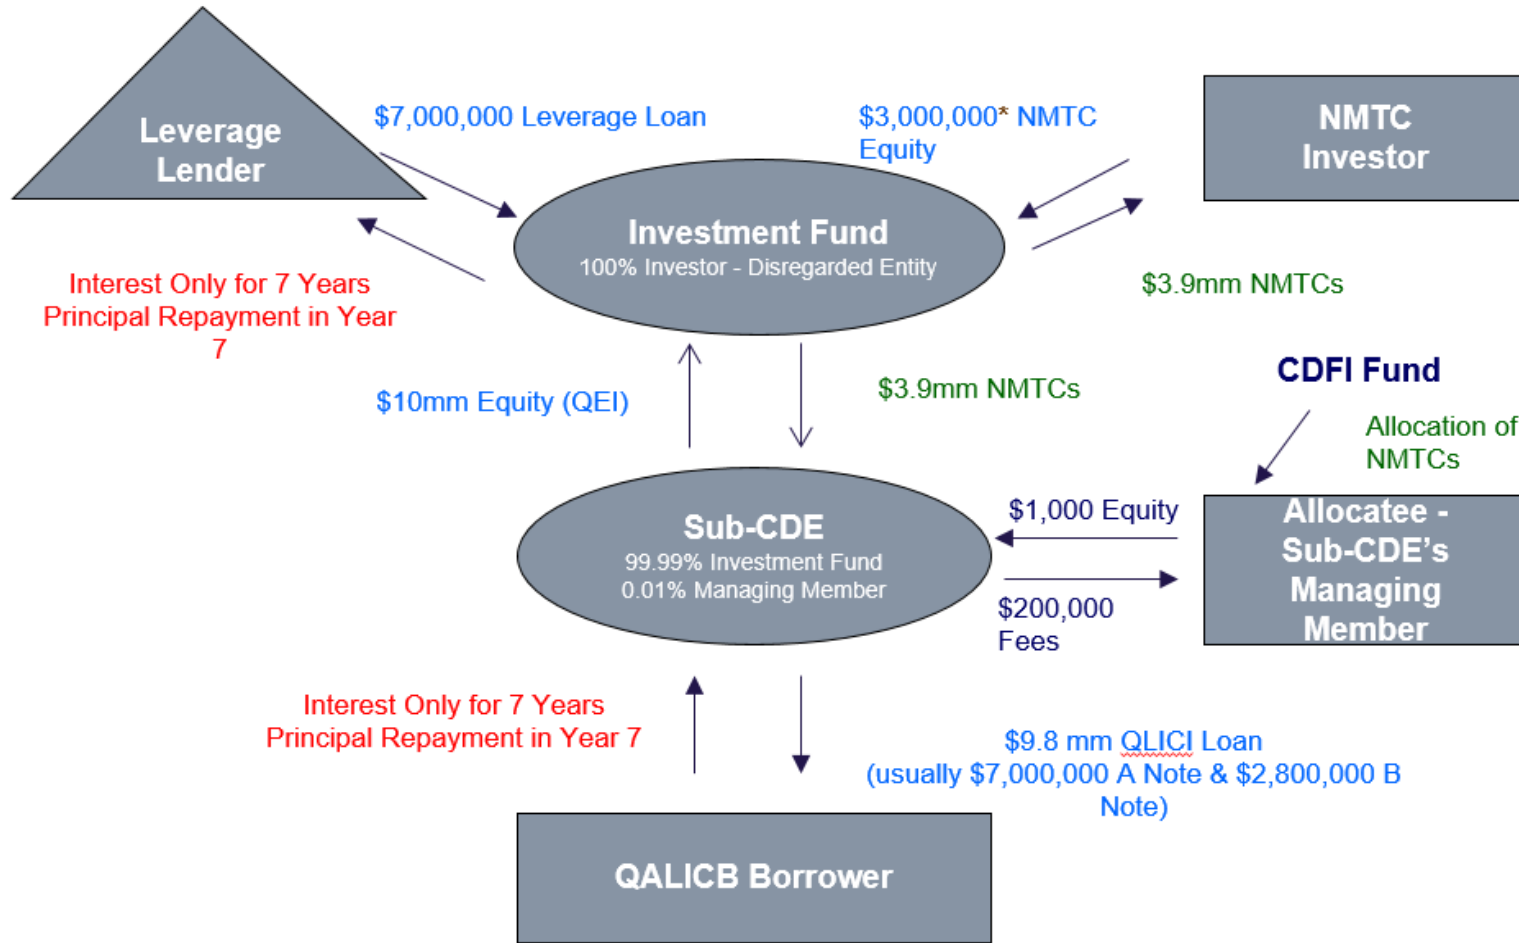 Leverage
Lender
$7,000,000 Leverage Loan
$3,000,000* NMTC
Equity
NMTC
Investor
Investment Fund
100% Investor - Disregarded Entity
Interest Only for 7 Years
Principal Repayment in Year
7
$3.9mm NMTCs
$10mm Equity (QEI)
$3.9mm NMTCs
CDFI Fund
Allocation of
NMTCs
Sub-CDE
99.99% Investment Fund
0.01% Managing Member
$1,000 Equity
$200,000
Fees
Allocatee -
Sub-CDE's
Managing
Member
Interest Only for 7 Years
Principal Repayment in Year 7
$9.8 mm QLICI Loan
(usually $7,000,000 A Note & $2,800,000 B
Note)
QALICB Borrower